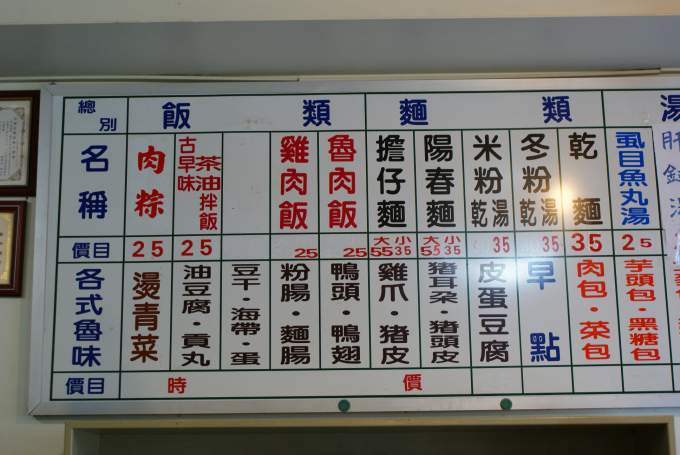 總別 飯類 麵類 湯
名稱 肉粽 古早味茶油拌飯 雞肉飯 魯肉飯 擔仔麵 陽春麵 米粉乾湯 冬粉乾湯 乾麵 虱目魚丸湯
價目 25 25 25 25 大55小35 大55小35 35 35 35 25
各式魯味 燙青菜 油豆腐·貢丸 豆干·海帶·蛋 粉腸·麵腸 鴨頭·鴨翅 雞爪·豬皮 豬耳朶·豬頭皮 皮蛋豆腐 早點 肉包·菜包 芋頭包·黑糖包
價目 時價